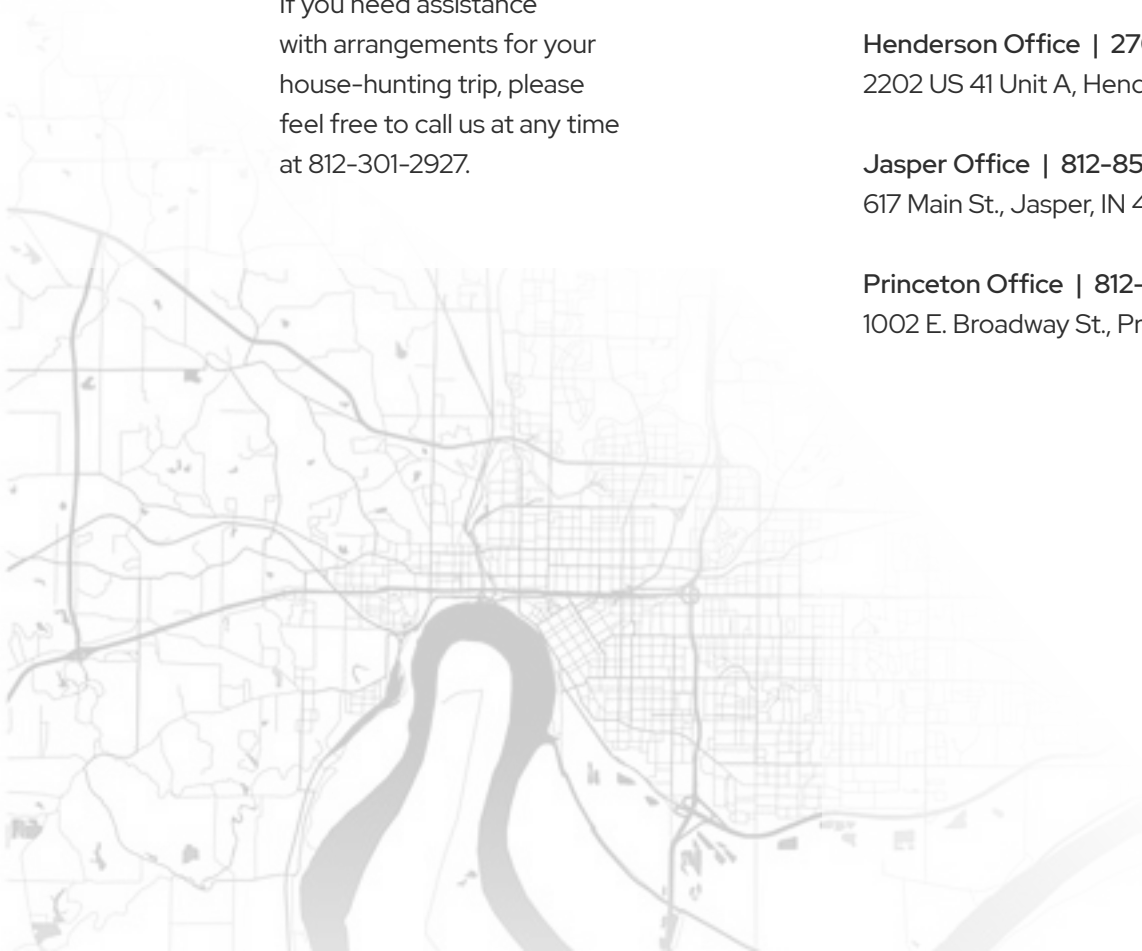 If you need assistance
with arrangements for your
house-hunting trip, please
feel free to call us at any time
at 812-301-2927.
Henderson Office | 27
2202 US 41 Unit A, Hend
Jasper Office | 812-85
617 Main St., Jasper, IN 4
Princeton Office | 812-
1002 E. Broadway St., Pr